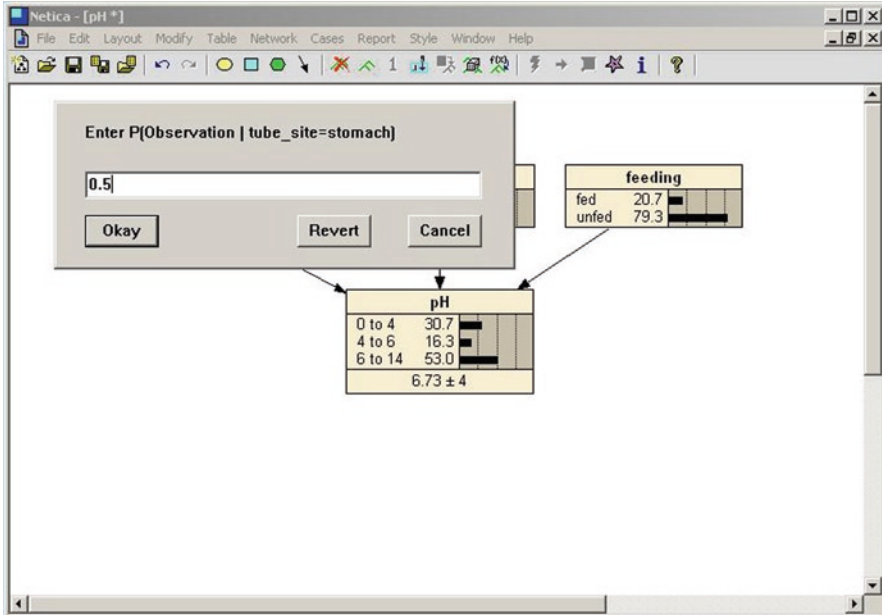 Netica - [pH *]
File Edit Layout Modify Table Network Cases Report Style Window Help
1 f(x) i ?
Enter P(Observation | tube_site=stomach)
0.5
Okay Revert Cancel
feeding
fed 20.7
unfed 79.3
pH
0 to 4 30.7
4 to 6 16.3
6 to 14 53.0
6.73 ± 4